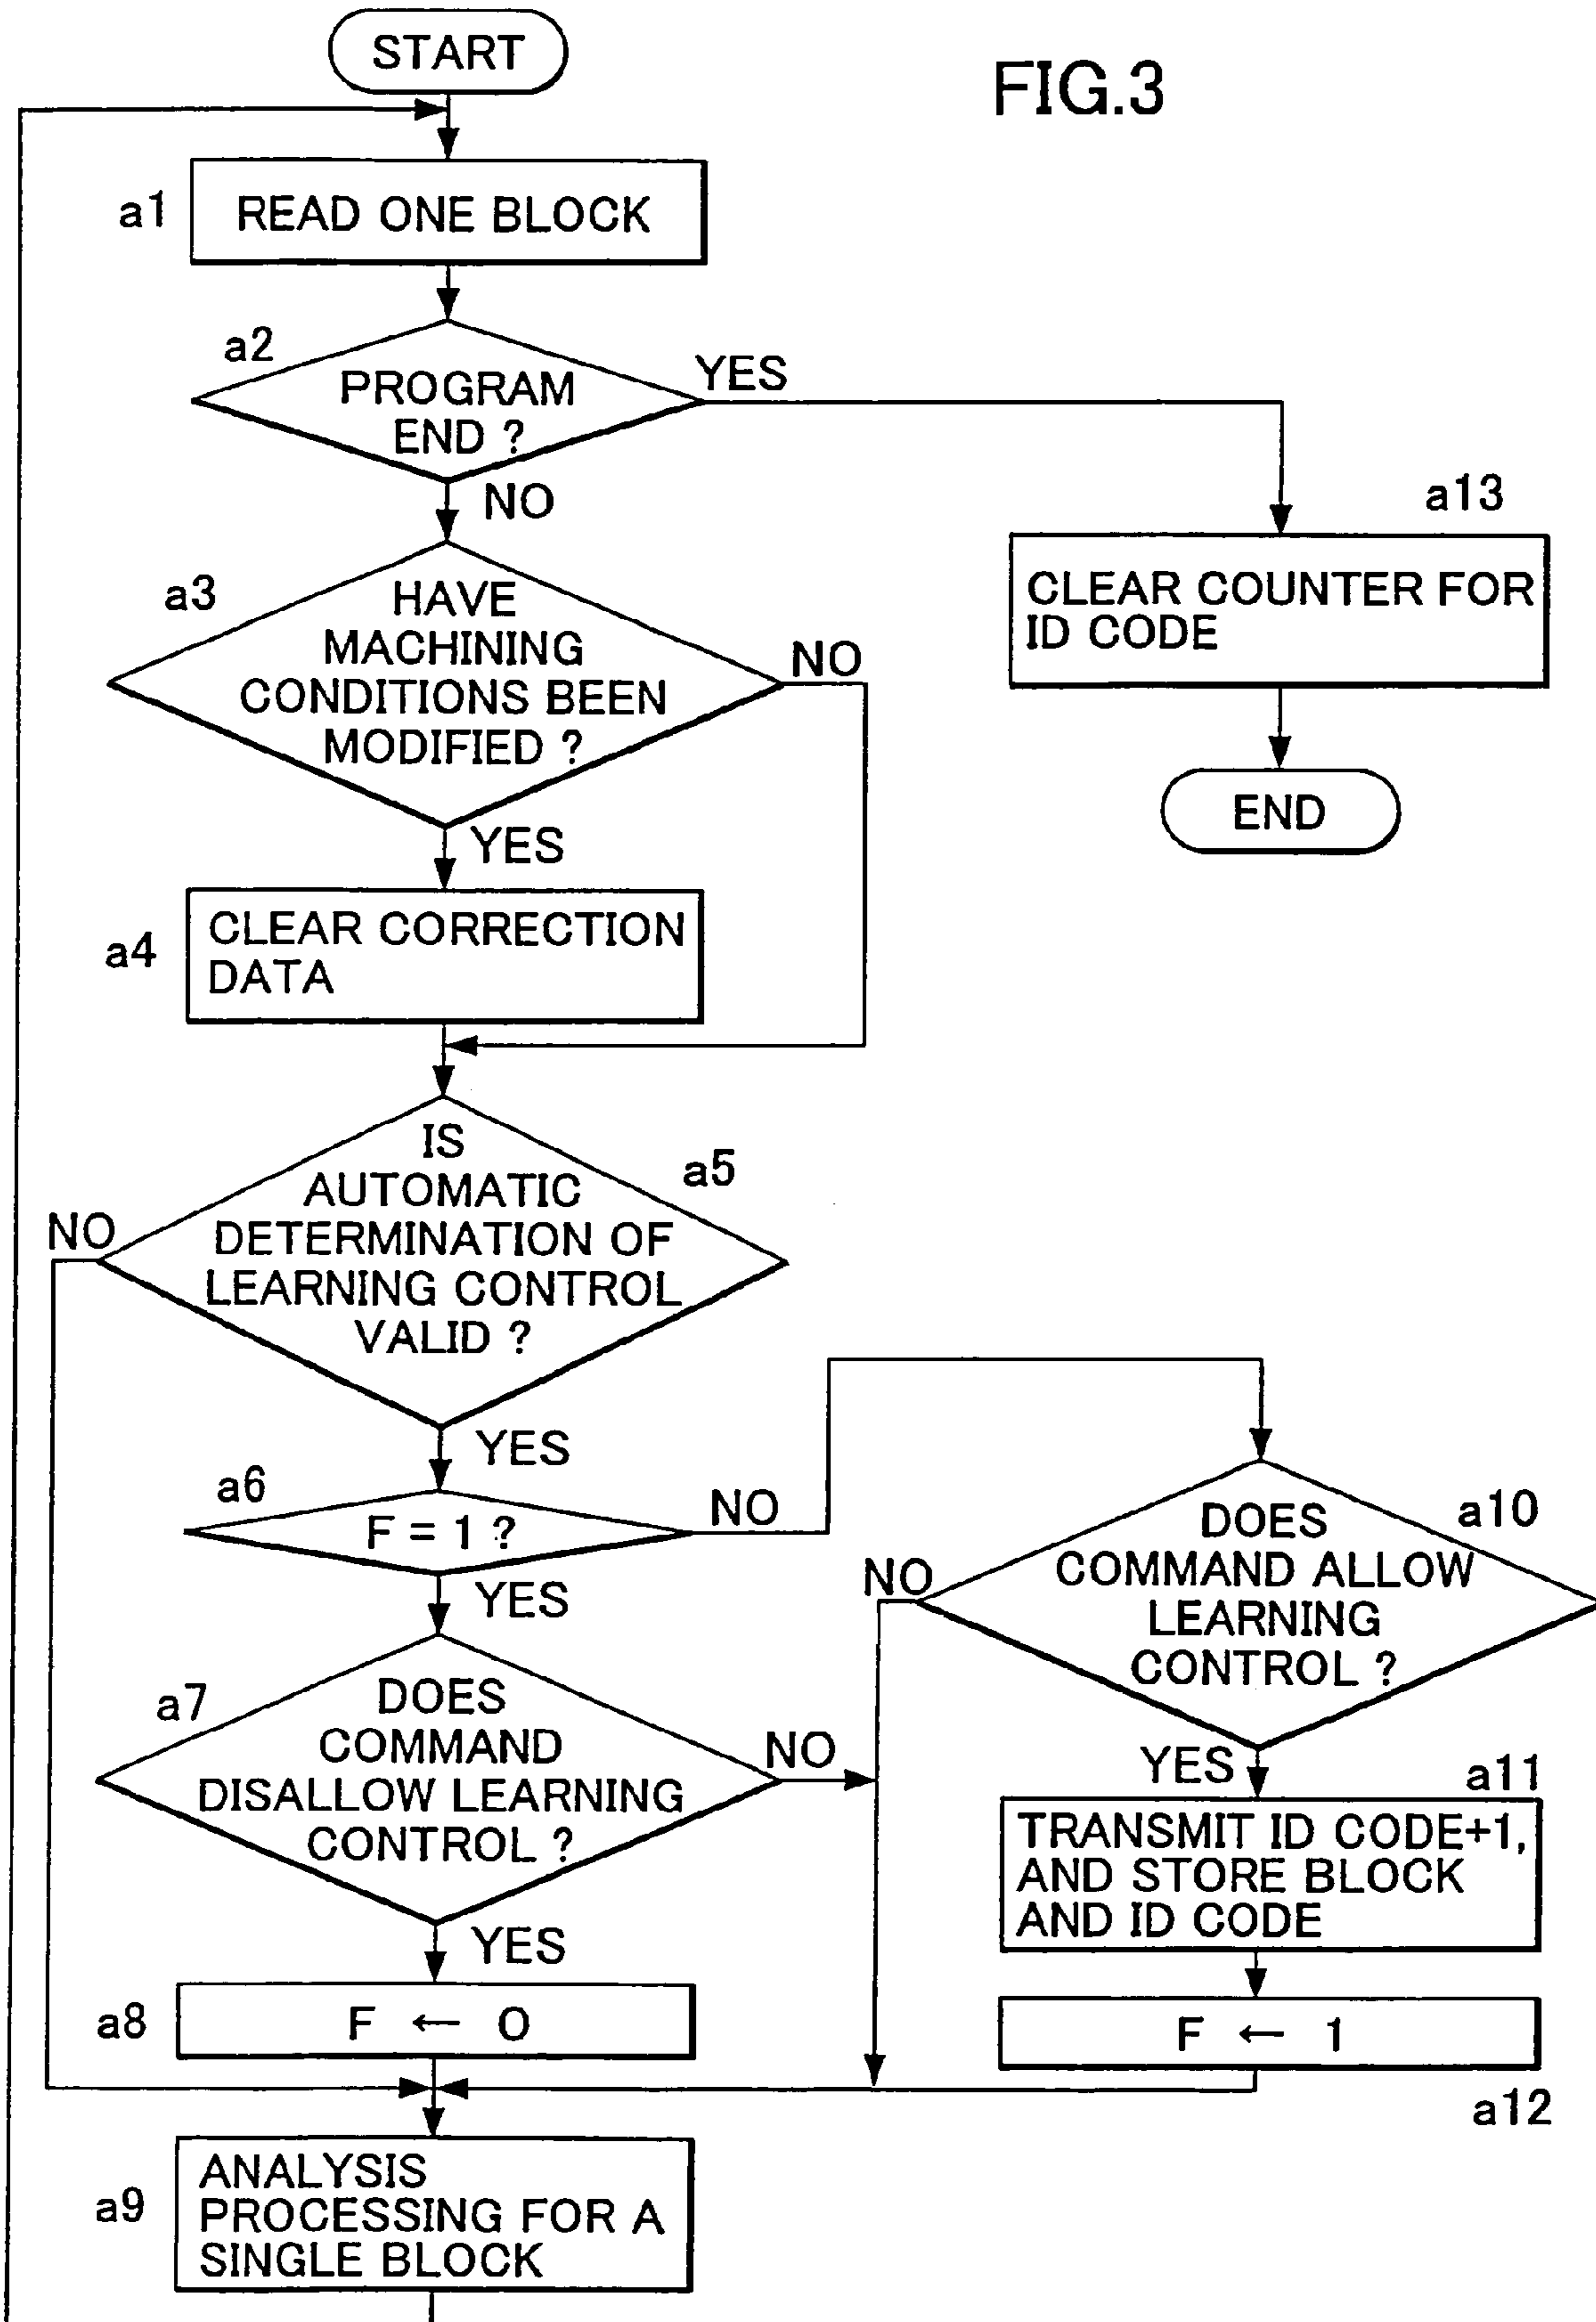 START
FIG.3
a1
READ ONE BLOCK
a2
PROGRAM
END ?
YES
NO
a13
CLEAR COUNTER FOR
ID CODE
END
a3
HAVE
MACHINING
CONDITIONS BEEN
MODIFIED ?
NO
YES
a4
CLEAR CORRECTION
DATA
IS
AUTOMATIC
DETERMINATION OF
LEARNING CONTROL
VALID ?
a5
NO
YES
a6
F = 1 ?
NO
YES
a10
DOES
COMMAND ALLOW
LEARNING
CONTROL ?
NO
YES
a7
DOES
COMMAND
DISALLOW LEARNING
CONTROL ?
NO
YES
a11
TRANSMIT ID CODE+1,
AND STORE BLOCK
AND ID CODE
a8
F ← 0
F ← 1
a12
a9
ANALYSIS
PROCESSING FOR A
SINGLE BLOCK